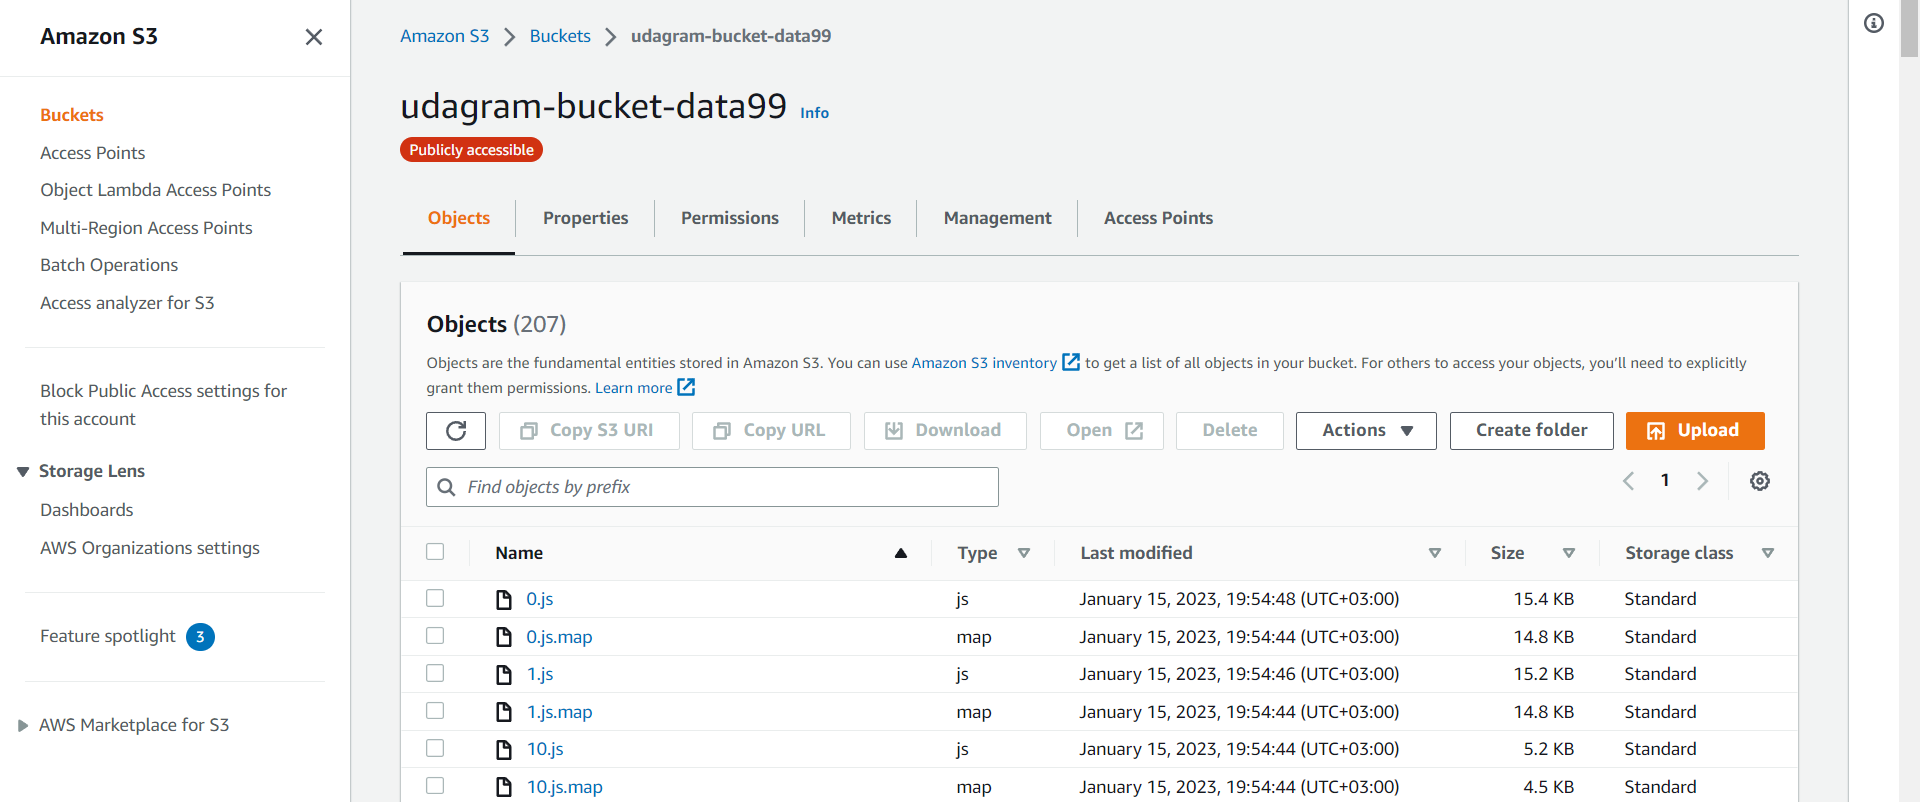 Amazon S3
Buckets
Access Points
Object Lambda Access Points
Multi-Region Access Points
Batch Operations
Access analyzer for S3
Block Public Access settings for
this account
Storage Lens
Dashboards
AWS Organizations settings
Feature spotlight 3
AWS Marketplace for S3
Amazon S3 Buckets udagram-bucket-data99
udagram-bucket-data99 Info
Publicly accessible
Objects Properties Permissions Metrics Management Access Points
Objects (207)
Objects are the fundamental entities stored in Amazon S3. You can use Amazon S3 inventory to get a list of all objects in your bucket. For others to access your objects, you'll need to explicitly
grant them permissions. Learn more
Copy S3 URI Copy URL Download Open Delete Actions Create folder Upload
Find objects by prefix 1
Name Type Last modified Size Storage class
0.js js January 15, 2023, 19:54:48 (UTC+03:00) 15.4 KB Standard
0.js.map map January 15, 2023, 19:54:44 (UTC+03:00) 14.8 KB Standard
1.js js January 15, 2023, 19:54:46 (UTC+03:00) 15.2 KB Standard
1.js.map map January 15, 2023, 19:54:44 (UTC+03:00) 14.8 KB Standard
10.js js January 15, 2023, 19:54:44 (UTC+03:00) 5.2 KB Standard
10.js.map map January 15, 2023, 19:54:44 (UTC+03:00) 4.5 KB Standard